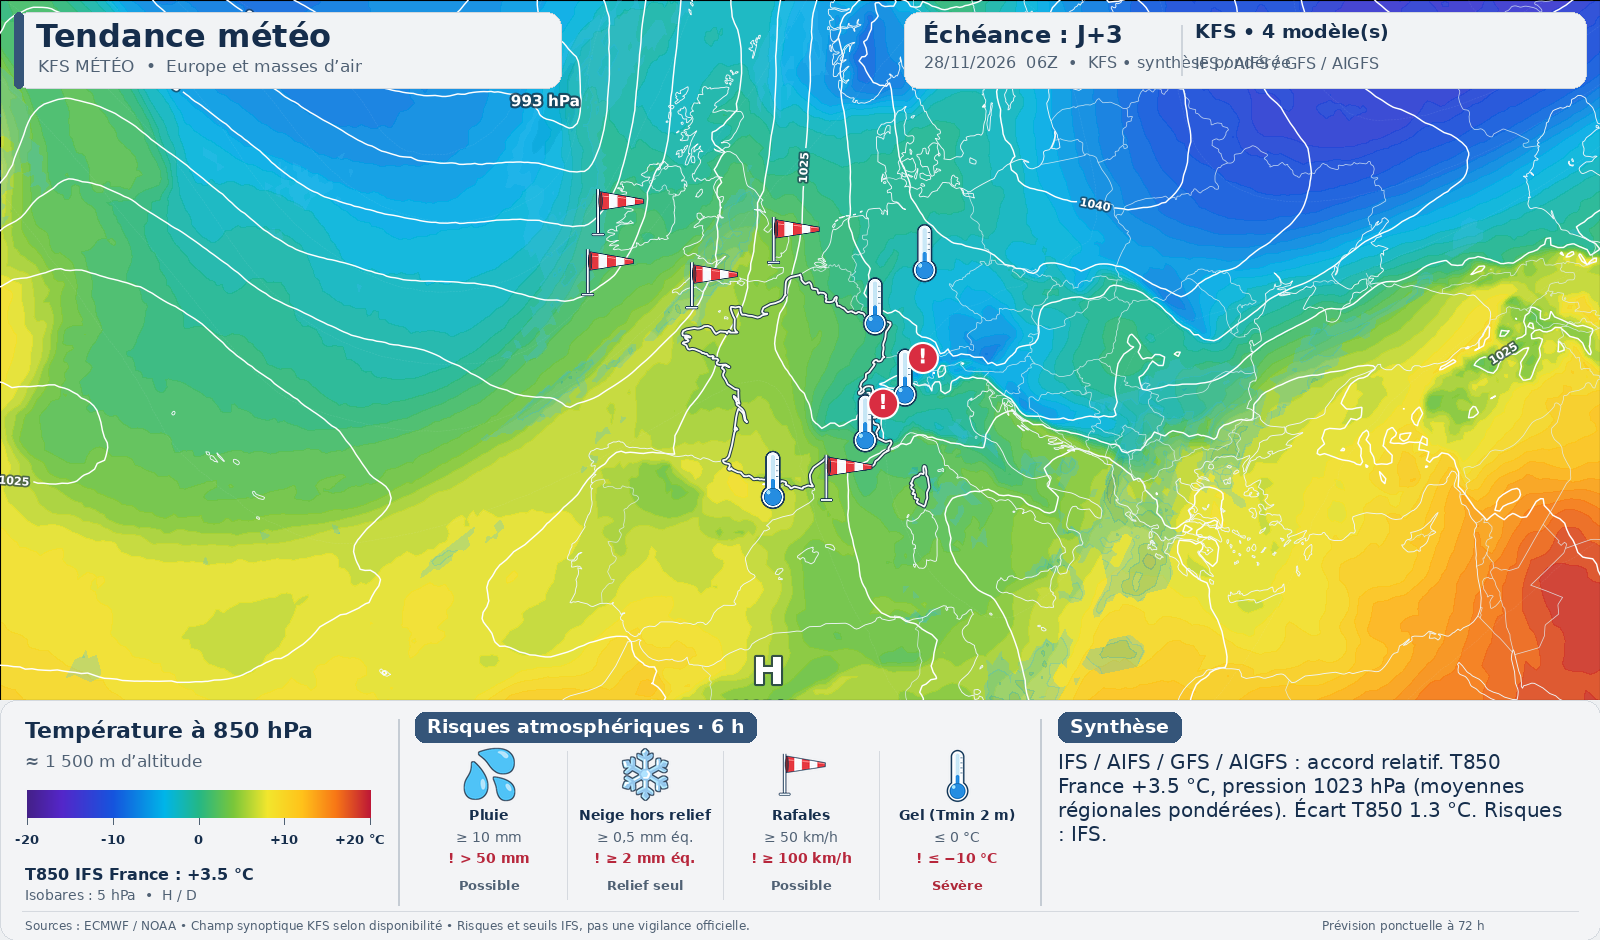 Tendance météo
KFS MÉTÉO • Europe et masses d’air
Échéance : J+3
28/11/2026 06Z • KFS • synthèse pondérée
KFS • 4 modèle(s)
IFS / AIFS / GFS / AIGFS
993 hPa
1025
1040
1025
1025
H
!
!
Température à 850 hPa
≈ 1 500 m d’altitude
-20 -10 0 +10 +20 °C
T850 IFS France : +3.5 °C
Isobares : 5 hPa • H / D
Risques atmosphériques · 6 h
Pluie
≥ 10 mm
! > 50 mm
Possible
Neige hors relief
≥ 0,5 mm éq.
! ≥ 2 mm éq.
Relief seul
Rafales
≥ 50 km/h
! ≥ 100 km/h
Possible
Gel (Tmin 2 m)
≤ 0 °C
! ≤ −10 °C
Sévère
Synthèse
IFS / AIFS / GFS / AIGFS : accord relatif. T850
France +3.5 °C, pression 1023 hPa (moyennes
régionales pondérées). Écart T850 1.3 °C. Risques
: IFS.
Sources : ECMWF / NOAA • Champ synoptique KFS selon disponibilité • Risques et seuils IFS, pas une vigilance officielle.
Prévision ponctuelle à 72 h